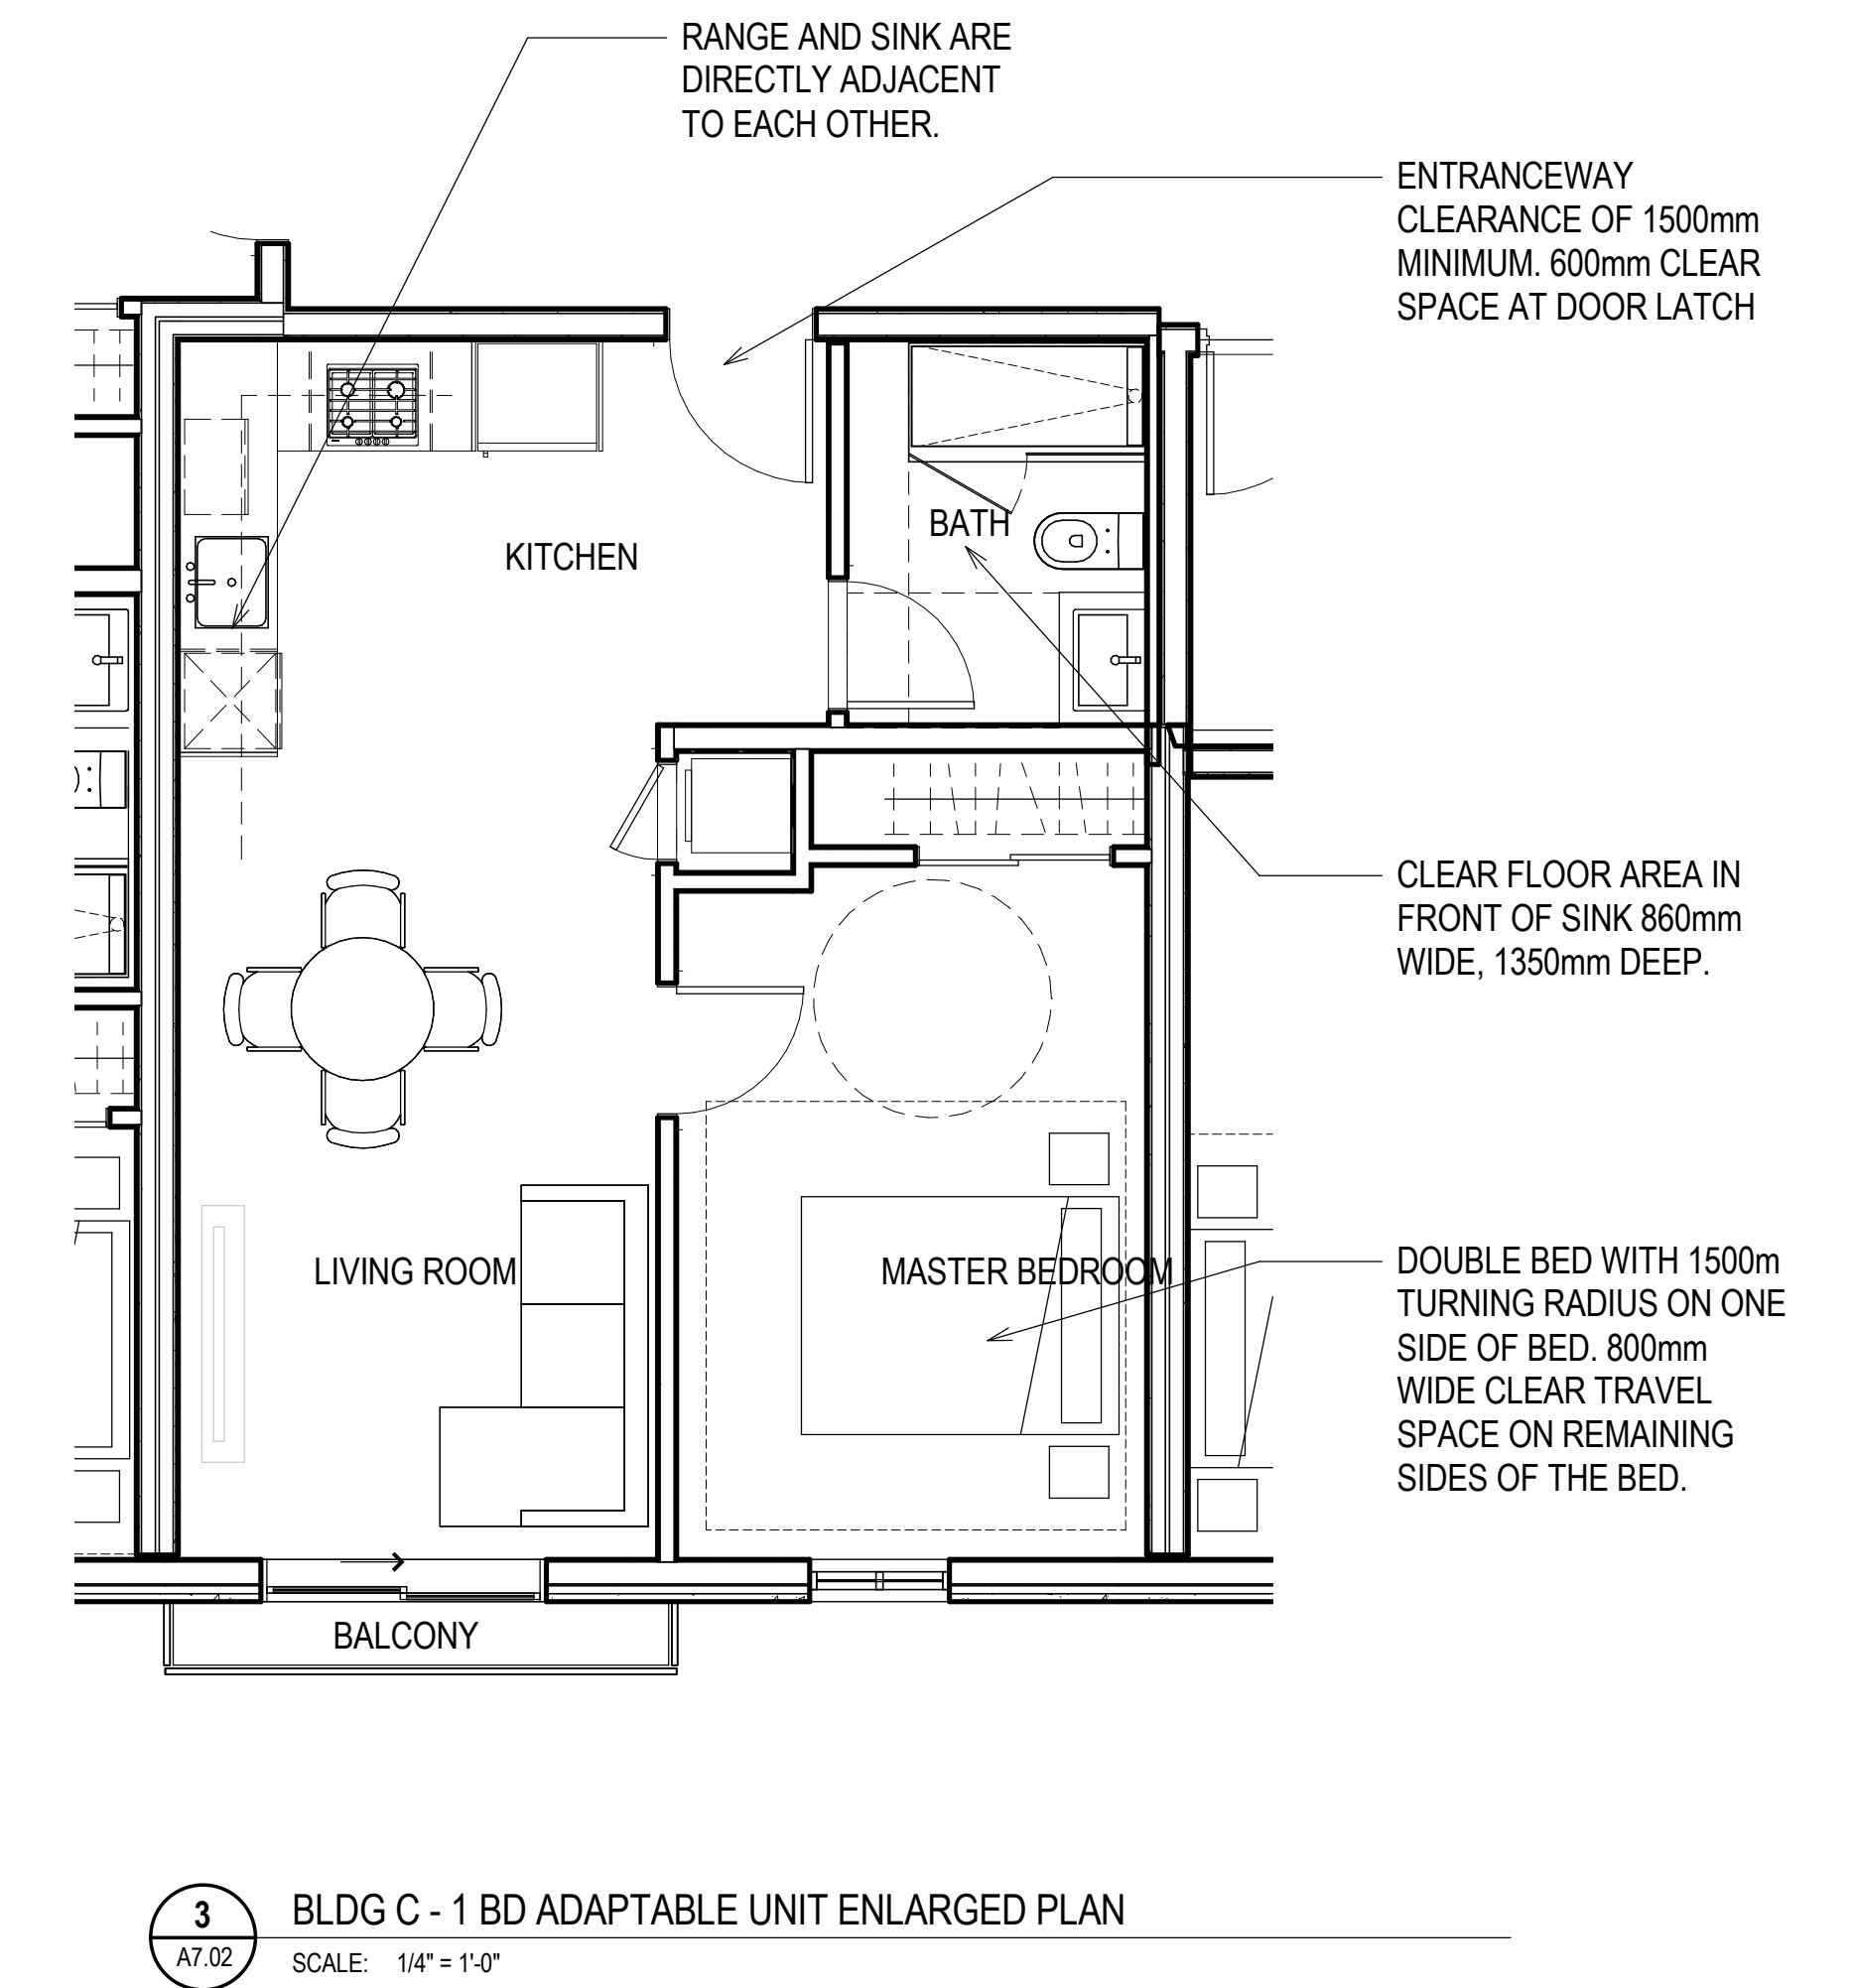 RANGE AND SINK ARE
DIRECTLY ADJACENT
TO EACH OTHER.
ENTRANCEWAY
CLEARANCE OF 1500mm
MINIMUM. 600mm CLEAR
SPACE AT DOOR LATCH
BATH
KITCHEN
CLEAR FLOOR AREA IN
FRONT OF SINK 860mm
WIDE, 1350mm DEEP.
LIVING ROOM
MASTER BEDROOM
DOUBLE BED WITH 1500m
TURNING RADIUS ON ONE
SIDE OF BED. 800mm
WIDE CLEAR TRAVEL
SPACE ON REMAINING
SIDES OF THE BED.
BALCONY
3
A7.02
BLDG C - 1 BD ADAPTABLE UNIT ENLARGED PLAN
SCALE: 1/4" = 1'-0"